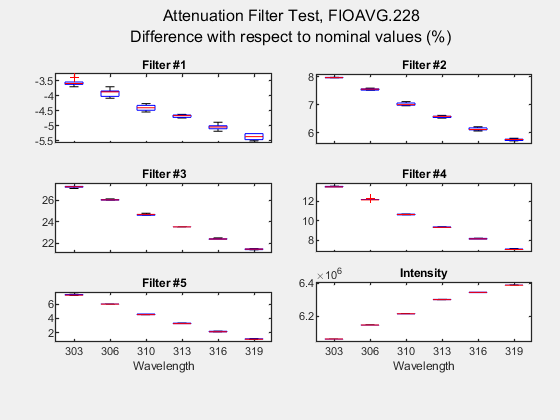 Attenuation Filter Test, FIOAVG.228
Difference with respect to nominal values (%)
Filter #1
-3.5
-4
-4.5
-5
-5.5
Filter #2
8
7
6
Filter #3
26
24
22
Filter #4
12
10
8
Filter #5
6
4
2
303 306 310 313 316 319
Wavelength
Intensity
×10^6
6.4
6.2
303 306 310 313 316 319
Wavelength